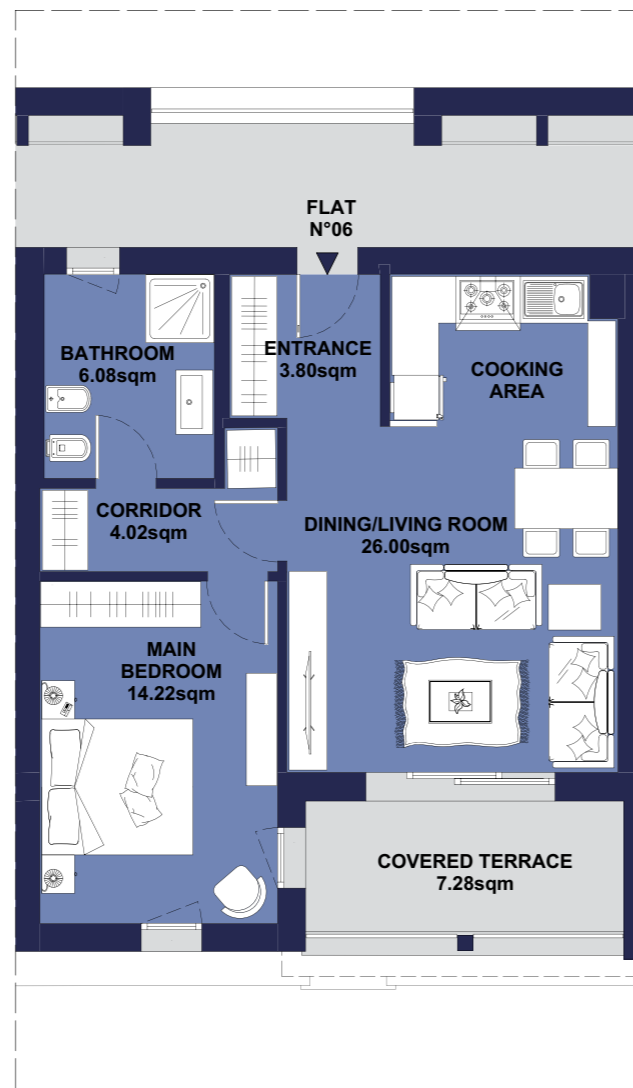 FLAT
N°06
BATHROOM
6.08sqm
ENTRANCE
3.80sqm
COOKING
AREA
CORRIDOR
4.02sqm
DINING/LIVING ROOM
26.00sqm
MAIN
BEDROOM
14.22sqm
COVERED TERRACE
7.28sqm